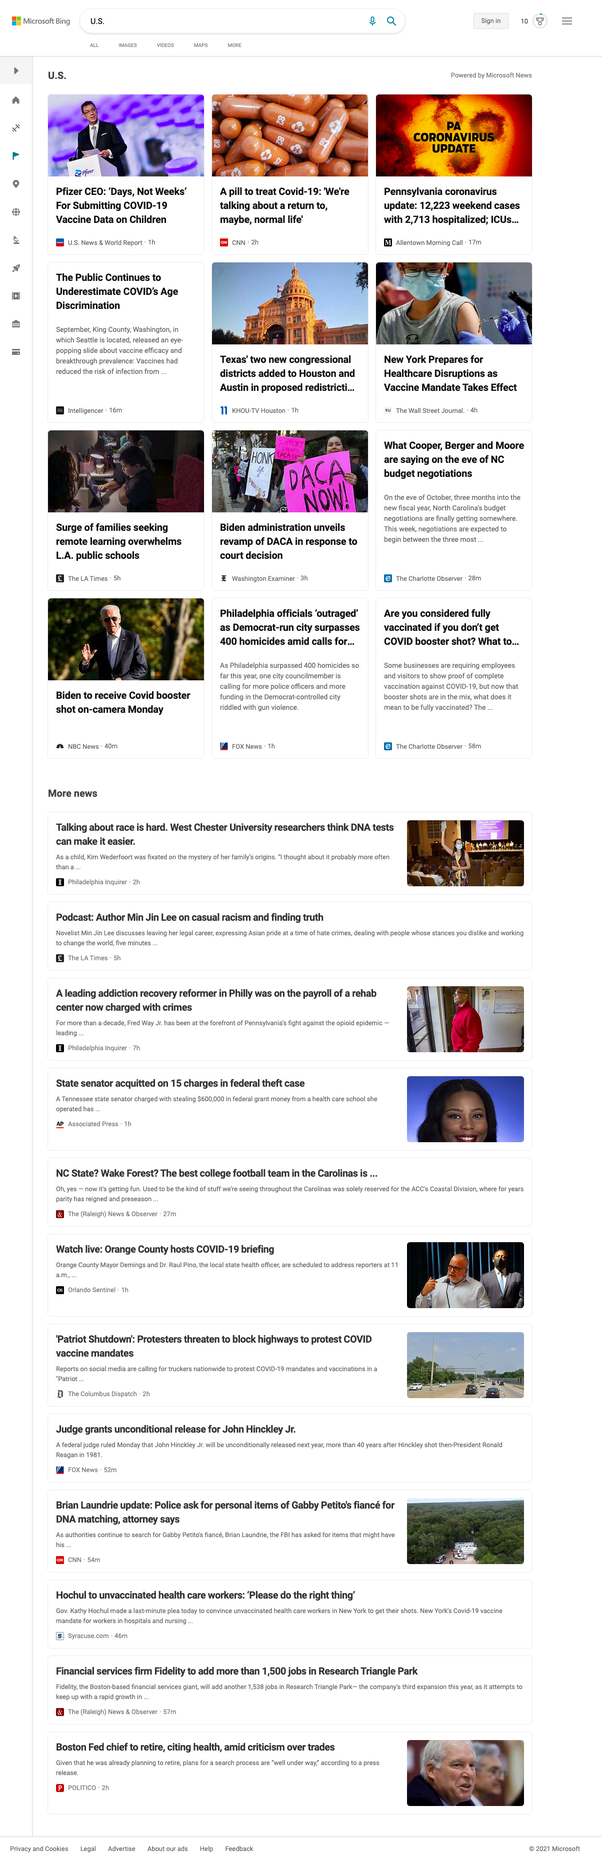 Microsoft Bing
U.S.
Sign in
10
ALL IMAGES VIDEOS MAPS MORE
U.S.
Powered by Microsoft News
Pfizer
Pfizer CEO: ‘Days, Not Weeks’
For Submitting COVID-19
Vaccine Data on Children
U.S. News & World Report · 1h
A pill to treat Covid-19: 'We're
talking about a return to,
maybe, normal life'
CNN · 2h
PA
CORONAVIRUS
UPDATE
Pennsylvania coronavirus
update: 12,223 weekend cases
with 2,713 hospitalized; ICUs...
Allentown Morning Call · 17m
The Public Continues to
Underestimate COVID's Age
Discrimination
September, King County, Washington, in
which Seattle is located, released an eye-
popping slide about vaccine efficacy and
breakthrough prevalence: Vaccines had
reduced the risk of infection from ...
Intelligencer · 16m
Texas' two new congressional
districts added to Houston and
Austin in proposed redistricti...
KHOU-TV Houston · 1h
New York Prepares for
Healthcare Disruptions as
Vaccine Mandate Takes Effect
The Wall Street Journal. · 4h
Surge of families seeking
remote learning overwhelms
L.A. public schools
The LA Times · 5h
HONK
DACA
NOW!
Biden administration unveils
revamp of DACA in response to
court decision
Washington Examiner · 3h
What Cooper, Berger and Moore
are saying on the eve of NC
budget negotiations
On the eve of October, three months into the
new fiscal year, North Carolina's budget
negotiations are finally getting somewhere.
This week, negotiations are expected to
begin between the three most ...
The Charlotte Observer · 28m
Biden to receive Covid booster
shot on-camera Monday
NBC News · 40m
Philadelphia officials ‘outraged’
as Democrat-run city surpasses
400 homicides amid calls for...
As Philadelphia surpassed 400 homicides so
far this year, one city councilmember is
calling for more police officers and more
funding in the Democrat-controlled city
riddled with gun violence.
FOX News · 1h
Are you considered fully
vaccinated if you don’t get
COVID booster shot? What to...
Some businesses are requiring employees
and visitors to show proof of complete
vaccination against COVID-19, but now that
booster shots are in the mix, what does it
mean to be fully vaccinated? The ...
The Charlotte Observer · 58m
More news
Talking about race is hard. West Chester University researchers think DNA tests
can make it easier.
As a child, Kim Wederfoort was fixated on the mystery of her family's origins. "I thought about it probably more often
than a ...
Philadelphia Inquirer · 2h
Podcast: Author Min Jin Lee on casual racism and finding truth
Novelist Min Jin Lee discusses leaving her legal career, expressing Asian pride at a time of hate crimes, dealing with people whose stances you dislike and working
to change the world, five minutes ...
The LA Times · 5h
A leading addiction recovery reformer in Philly was on the payroll of a rehab
center now charged with crimes
For more than a decade, Fred Way Jr. has been at the forefront of Pennsylvania's fight against the opioid epidemic —
leading ...
Philadelphia Inquirer · 7h
State senator acquitted on 15 charges in federal theft case
A Tennessee state senator charged with stealing $600,000 in federal grant money from a health care school she
operated has ...
AP Associated Press · 1h
NC State? Wake Forest? The best college football team in the Carolinas is ...
Oh, yes — now it's getting fun. Used to be the kind of stuff we're seeing throughout the Carolinas was solely reserved for the ACC's Coastal Division, where for years
parity has reigned and preseason ...
The (Raleigh) News & Observer · 27m
Watch live: Orange County hosts COVID-19 briefing
Orange County Mayor Demings and Dr. Raul Pino, the local state health officer, are scheduled to address reporters at 11
a.m., ...
Orlando Sentinel · 1h
'Patriot Shutdown': Protesters threaten to block highways to protest COVID
vaccine mandates
Reports on social media are calling for truckers nationwide to protest COVID-19 mandates and vaccinations in a
"Patriot ...
The Columbus Dispatch · 2h
Judge grants unconditional release for John Hinckley Jr.
A federal judge ruled Monday that John Hinckley Jr. will be unconditionally released next year, more than 40 years after Hinckley shot then-President Ronald
Reagan in 1981.
FOX News · 52m
Brian Laundrie update: Police ask for personal items of Gabby Petito's fiancé for
DNA matching, attorney says
As authorities continue to search for Gabby Petito's fiancé, Brian Laundrie, the FBI has asked for items that might have
his ...
CNN · 54m
Hochul to unvaccinated health care workers: ‘Please do the right thing’
Gov. Kathy Hochul made a last-minute plea today to convince unvaccinated health care workers in New York to get their shots. New York's Covid-19 vaccine
mandate for workers in hospitals and nursing ...
Syracuse.com · 46m
Financial services firm Fidelity to add more than 1,500 jobs in Research Triangle Park
Fidelity, the Boston-based financial services giant, will add another 1,538 jobs in Research Triangle Park— the company's third expansion this year, as it attempts to
keep up with a rapid growth in ...
The (Raleigh) News & Observer · 57m
Boston Fed chief to retire, citing health, amid criticism over trades
Given that he was already planning to retire, plans for a search process are "well under way," according to a press
release.
POLITICO · 2h
Privacy and Cookies Legal Advertise About our ads Help Feedback
© 2021 Microsoft